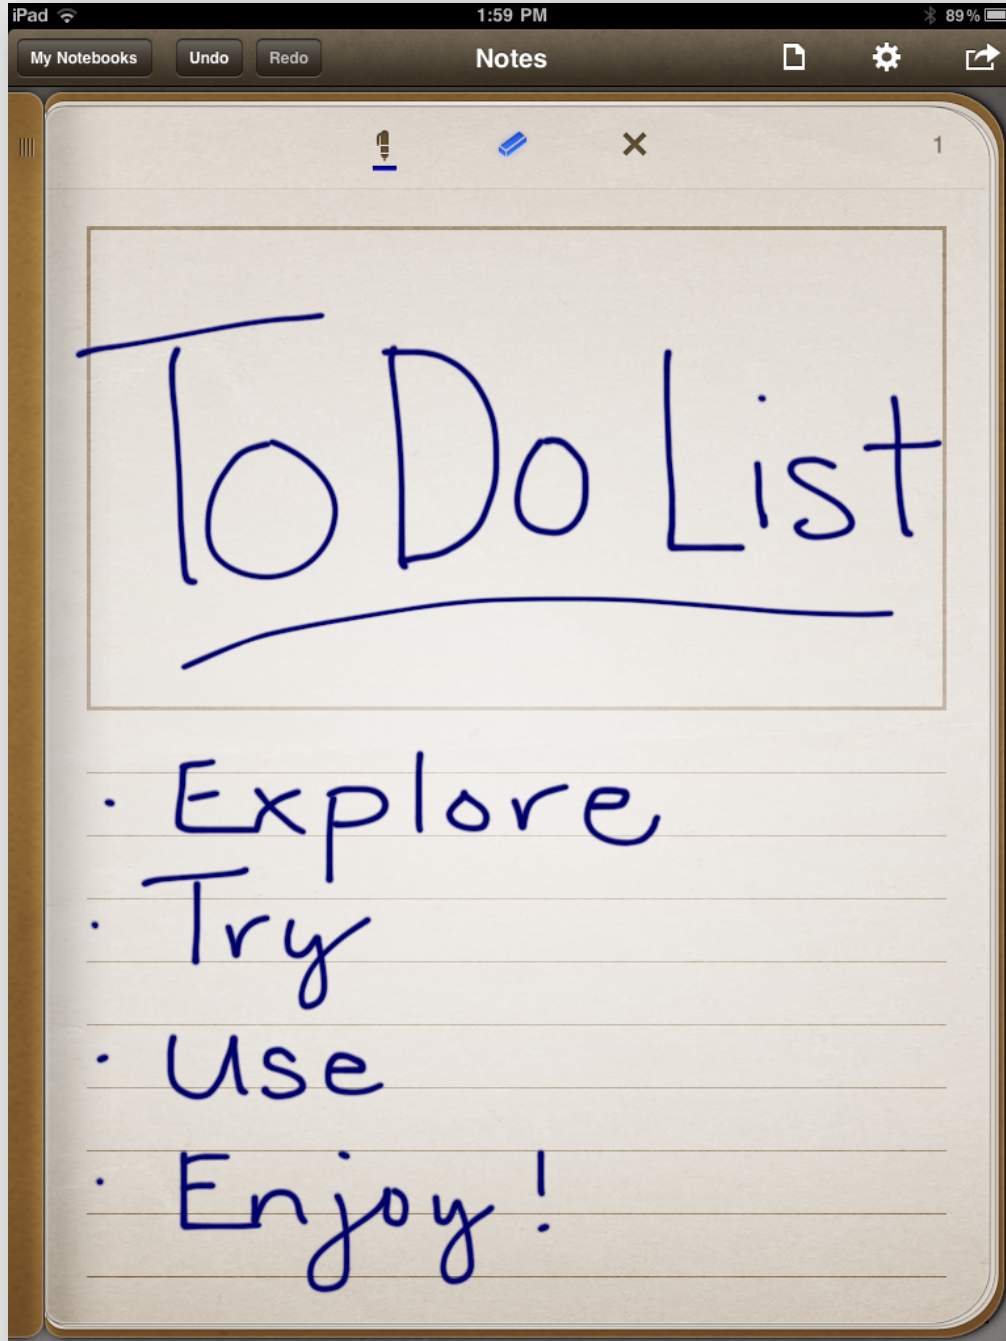 iPad 1:59 PM 89%
My Notebooks Undo Redo Notes
1
To Do List
· Explore
· Try
· Use
· Enjoy!